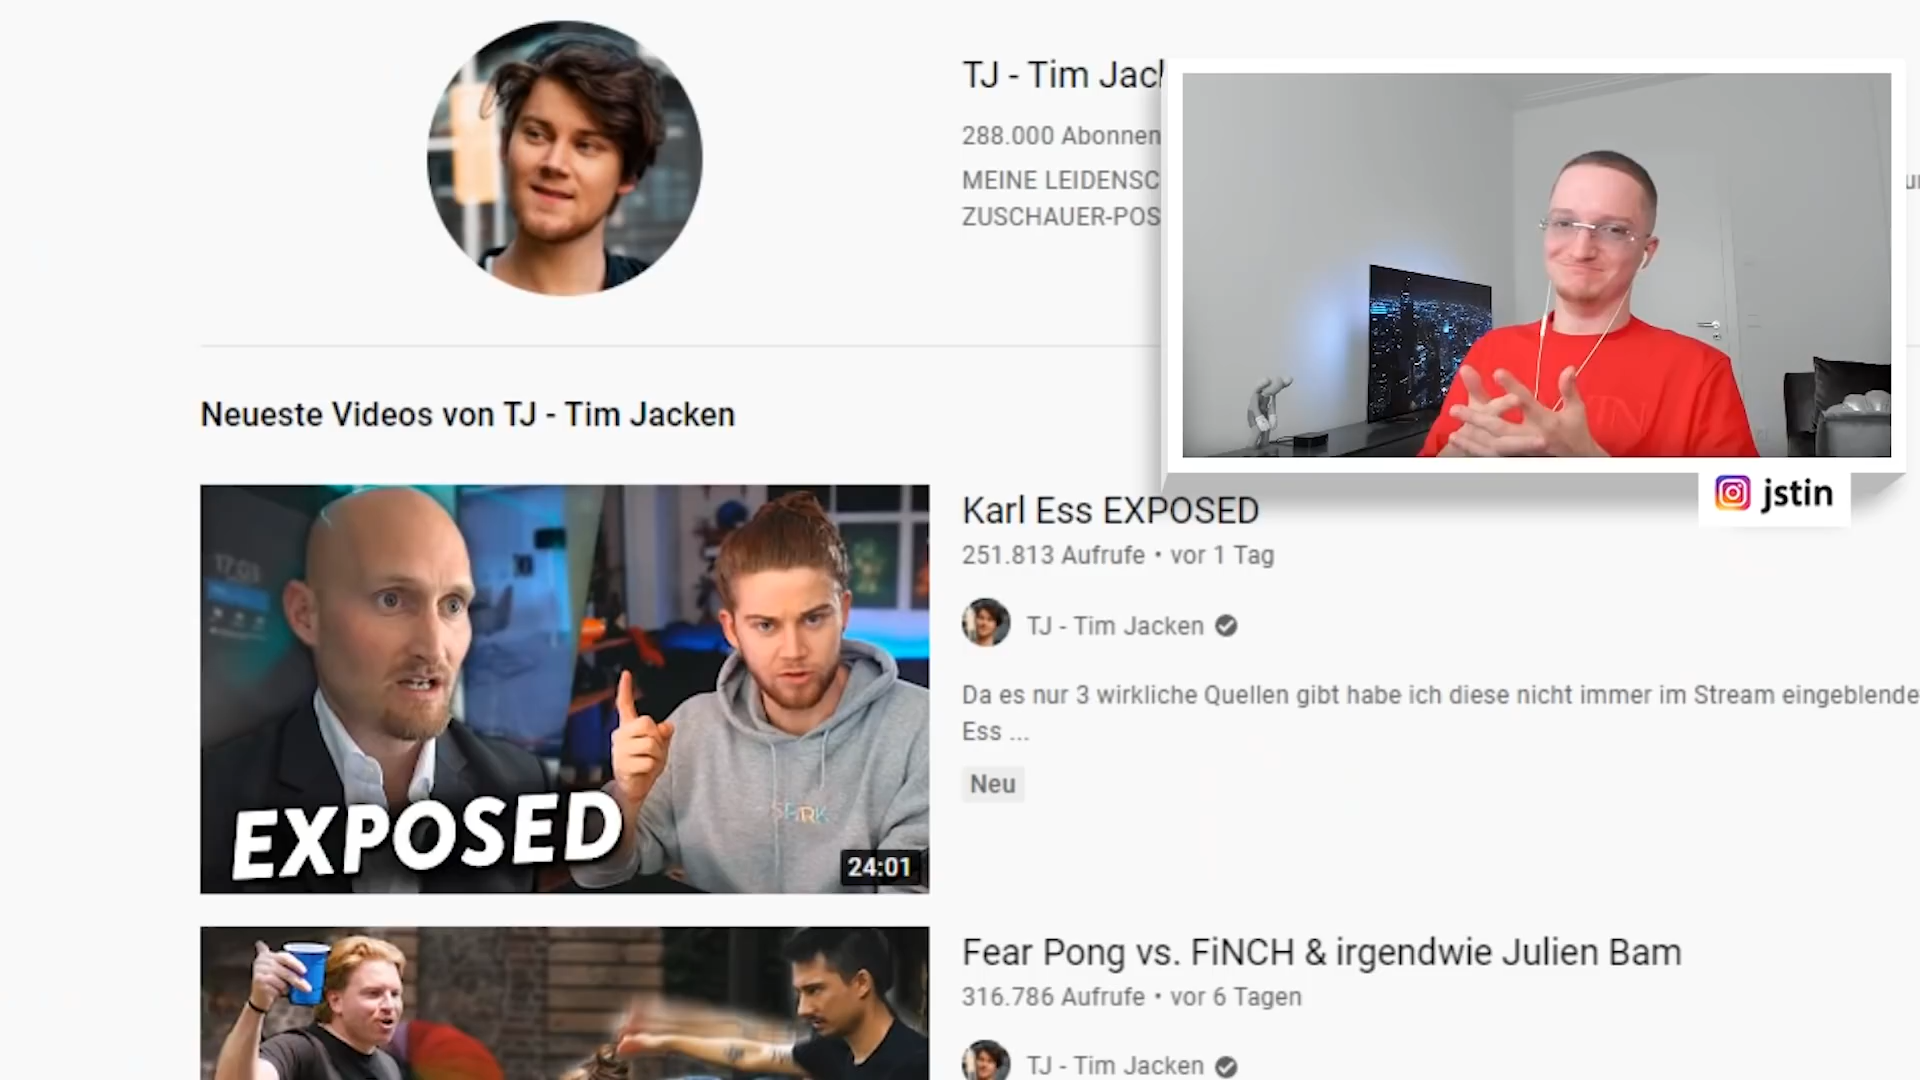 TJ - Tim Jac
288.000 Abonnen
MEINE LEIDENSC
ZUSCHAUER-POS
jstin
Neueste Videos von TJ - Tim Jacken
EXPOSED
24:01
Karl Ess EXPOSED
251.813 Aufrufe • vor 1 Tag
TJ - Tim Jacken
Da es nur 3 wirkliche Quellen gibt habe ich diese nicht immer im Stream eingeblende
Ess ...
Neu
Fear Pong vs. FiNCH & irgendwie Julien Bam
316.786 Aufrufe • vor 6 Tagen
TJ - Tim Jacken